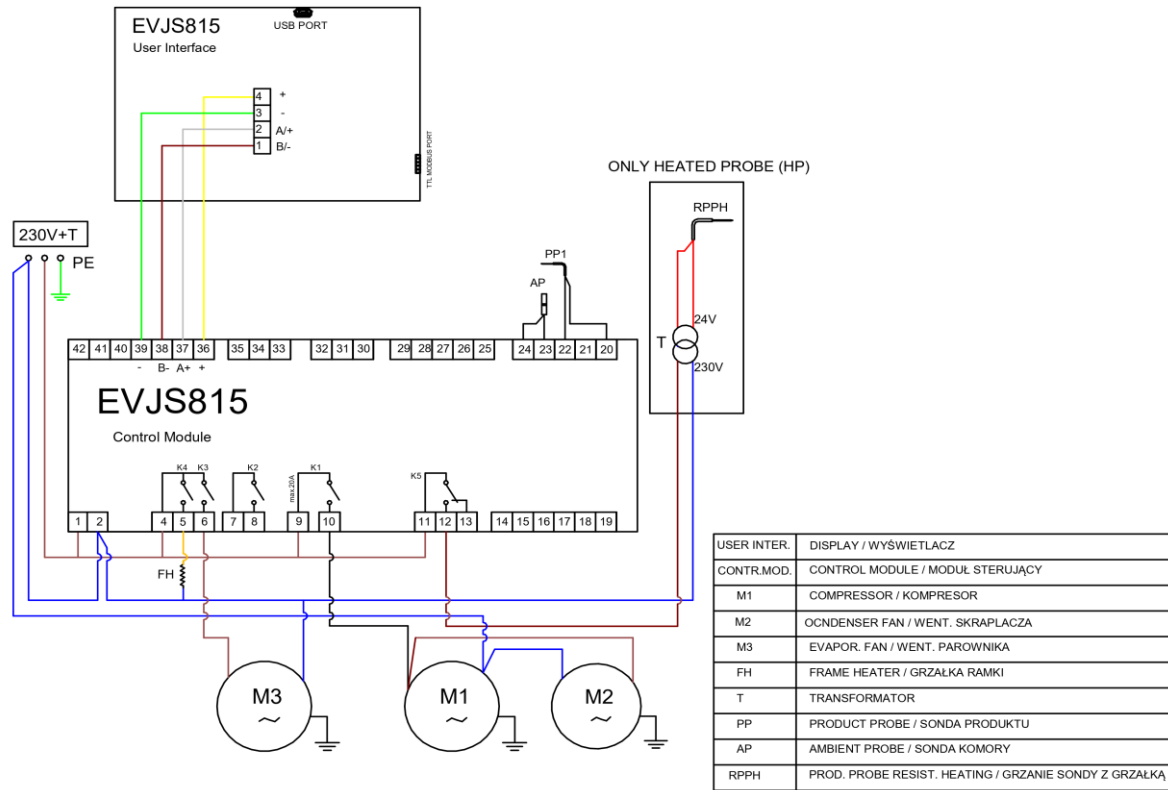 EVJS815
User Interface
USB PORT
4 +
3 -
2 A/+
1 B/-
TTL MODBUS PORT
ONLY HEATED PROBE (HP)
RPPH
24V
T
230V
230V+T
PE
PP1
AP
42 41 40 39 38 37 36 35 34 33 32 31 30 29 28 27 26 25 24 23 22 21 20
- B- A+ +
EVJS815
Control Module
K4 K3 K2 K1 K5
max.20A
1 2 4 5 6 7 8 9 10 11 12 13 14 15 16 17 18 19
FH
M3
~
M1
~
M2
~
USER INTER. DISPLAY / WYŚWIETLACZ
CONTR.MOD. CONTROL MODULE / MODUŁ STERUJĄCY
M1 COMPRESSOR / KOMPRESOR
M2 OCNDENSER FAN / WENT. SKRAPLACZA
M3 EVAPOR. FAN / WENT. PAROWNIKA
FH FRAME HEATER / GRZAŁKA RAMKI
T TRANSFORMATOR
PP PRODUCT PROBE / SONDA PRODUKTU
AP AMBIENT PROBE / SONDA KOMORY
RPPH PROD. PROBE RESIST. HEATING / GRZANIE SONDY Z GRZAŁKĄ